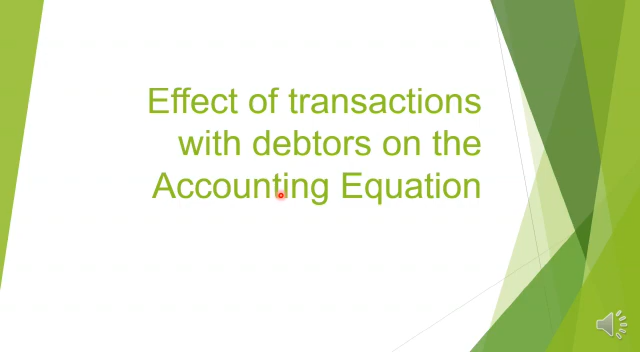 Effect of transactions
with debtors on the
Accounting Equation